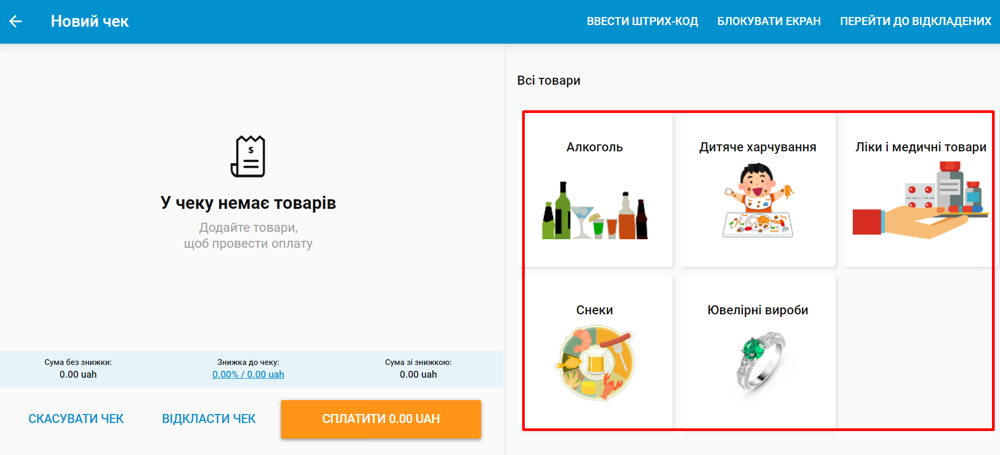 Новий чек
ВВЕСТИ ШТРИХ-КОД
БЛОКУВАТИ ЕКРАН
ПЕРЕЙТИ ДО ВІДКЛАДЕНИХ
$
У чеку немає товарів
Додайте товари,
щоб провести оплату
Сума без знижки:
0.00 uah
Знижка до чеку:
0.00% / 0.00 uah
Сума зі знижкою:
0.00 uah
СКАСУВАТИ ЧЕК
ВІДКЛАСТИ ЧЕК
СПЛАТИТИ 0.00 UAH
Всі товари
Алкоголь
Дитяче харчування
Ліки і медичні товари
Снеки
Ювелірні вироби